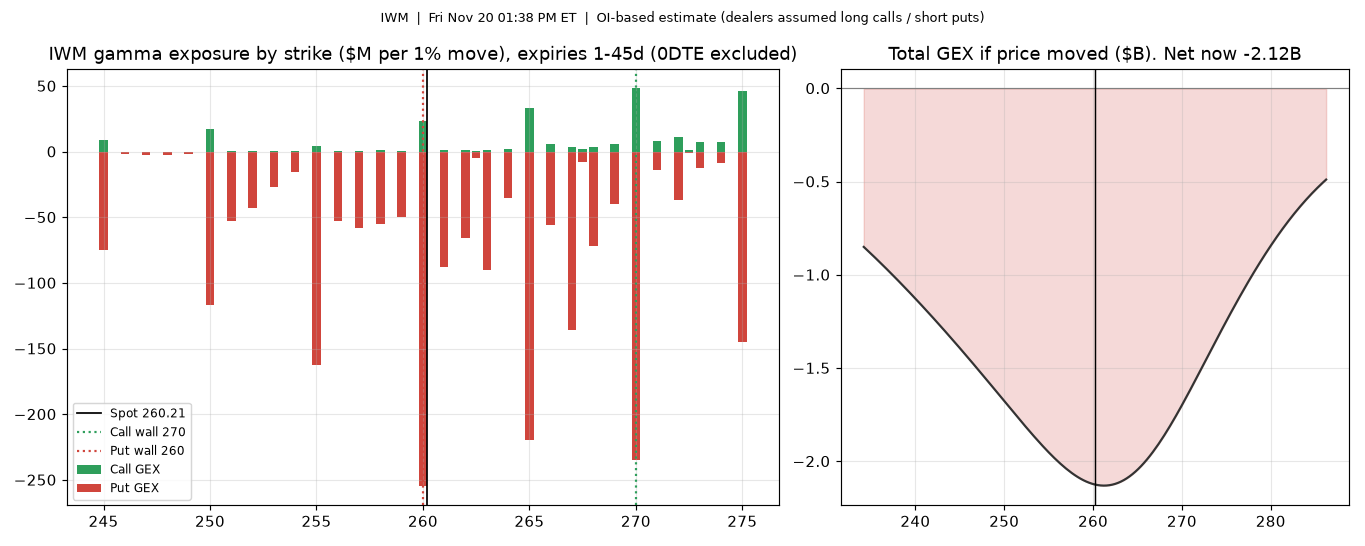 IWM | Fri Nov 20 01:38 PM ET | OI-based estimate (dealers assumed long calls / short puts)
IWM gamma exposure by strike ($M per 1% move), expiries 1-45d (0DTE excluded)
50
0
−50
−100
−150
−200
−250
Spot 260.21
Call wall 270
Put wall 260
Call GEX
Put GEX
245 250 255 260 265 270 275
Total GEX if price moved ($B). Net now -2.12B
0.0
−0.5
−1.0
−1.5
−2.0
240 250 260 270 280